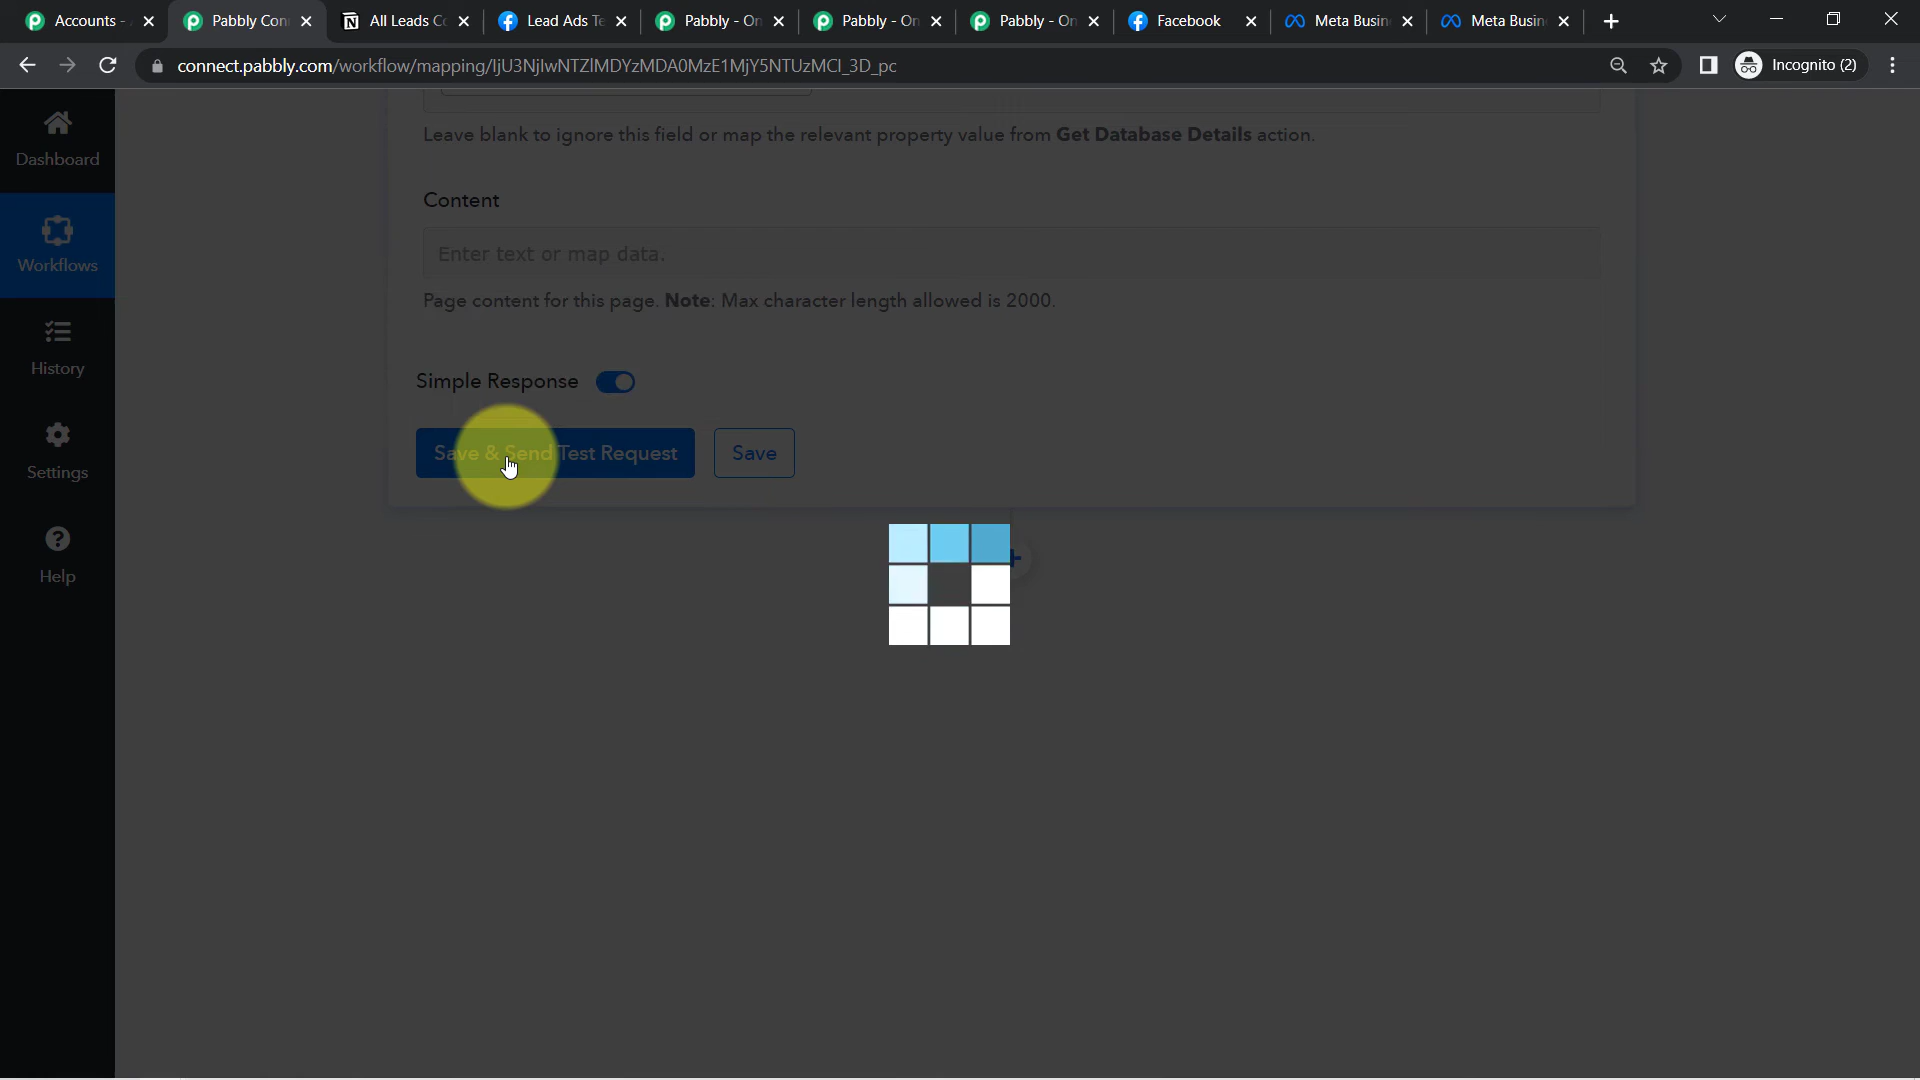 Accounts -
Pabbly Con
All Leads Co
Lead Ads Te
Pabbly - On
Pabbly - On
Pabbly - On
Facebook
Meta Busin
Meta Busin
connect.pabbly.com/workflow/mapping/IjU3NjIwNTZlMDYzMDA0MzE1MjY5NTUzMCI_3D_pc
Incognito (2)
Dashboard
Workflows
History
Settings
Help
Leave blank to ignore this field or map the relevant property value from Get Database Details action.
Content
Enter text or map data.
Page content for this page. Note: Max character length allowed is 2000.
Simple Response
Save & Send Test Request
Save